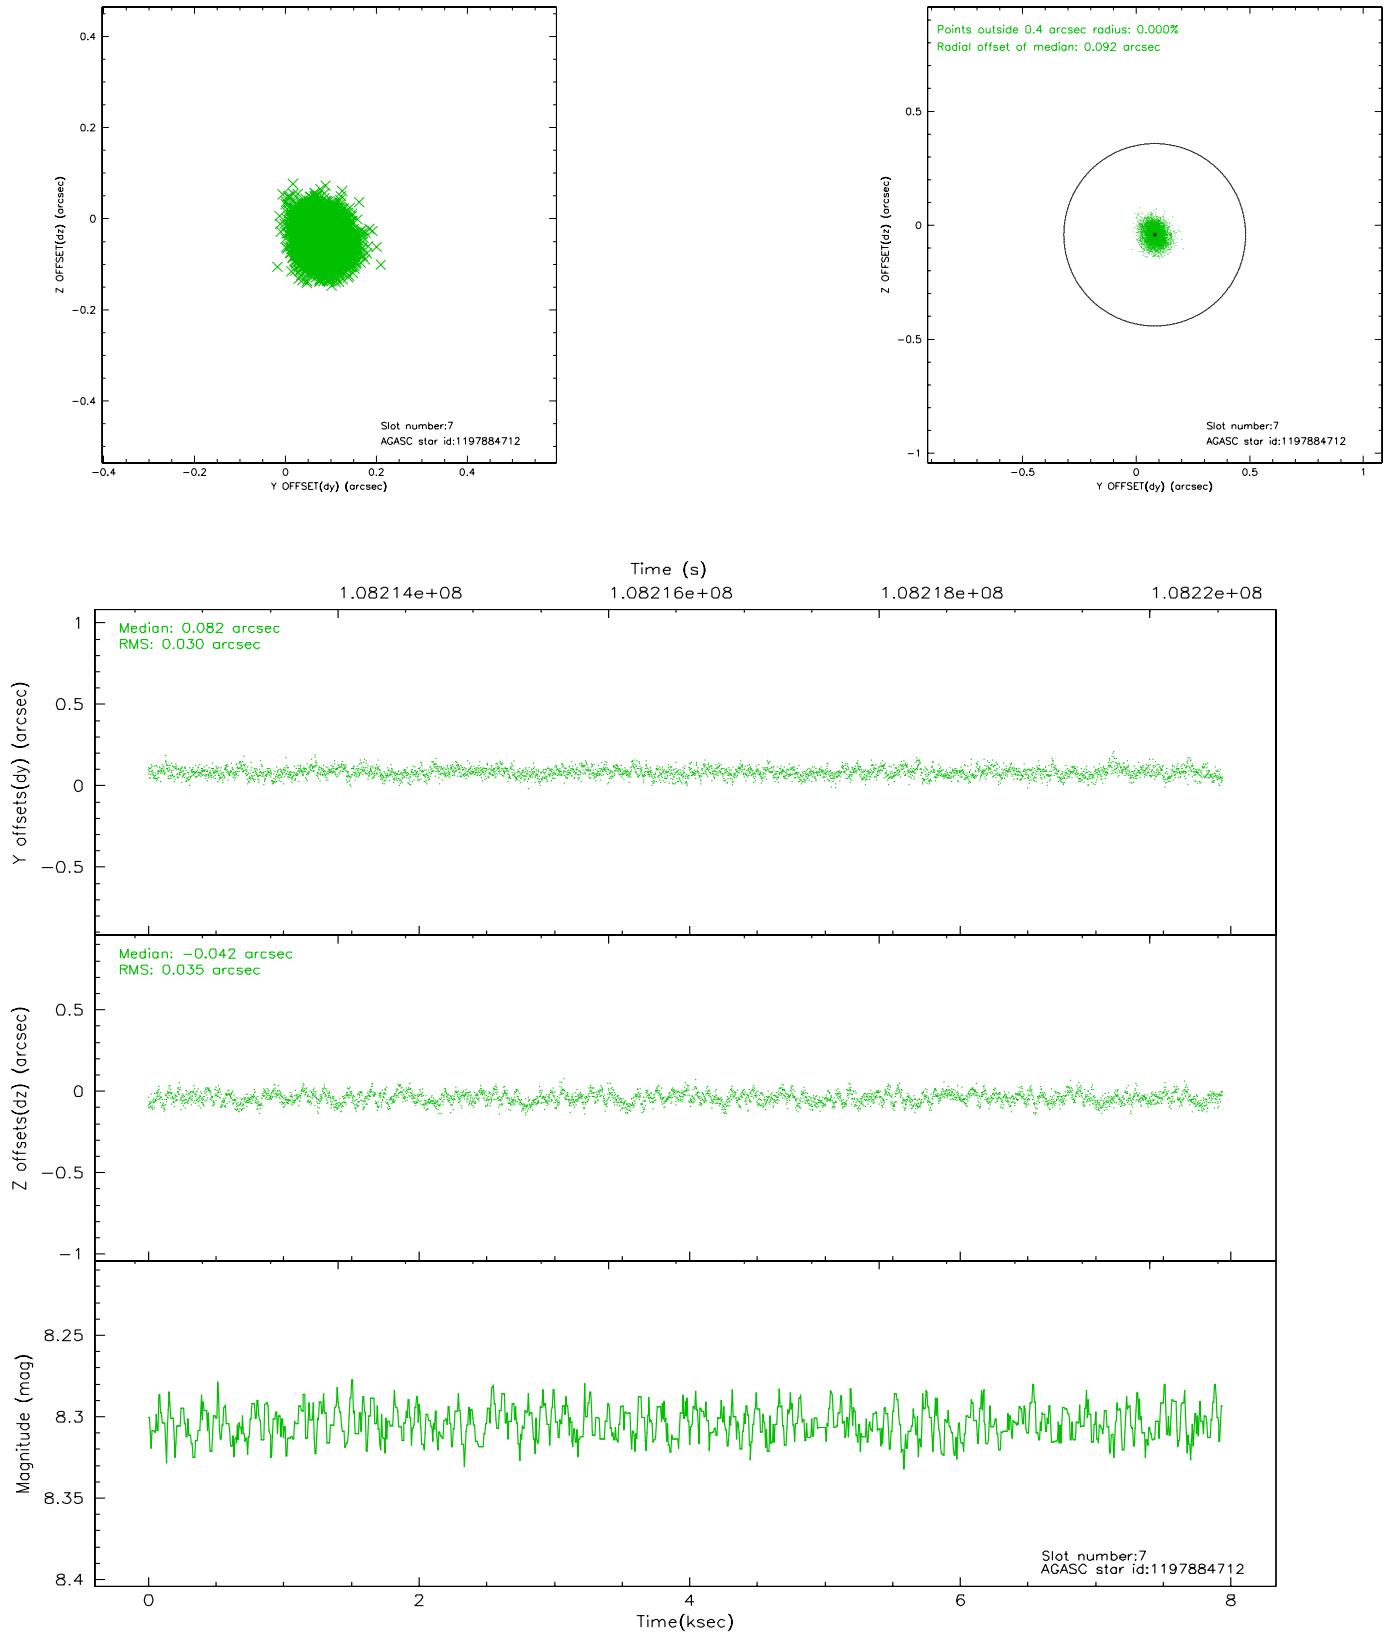 0.4
0.2
0
−0.2
−0.4
Z OFFSET(dz) (arcsec)
Slot number:7
AGASC star id:1197884712
−0.4
−0.2
0
0.2
0.4
Y OFFSET(dy) (arcsec)
Points outside 0.4 arcsec radius: 0.000%
Radial offset of median: 0.092 arcsec
0.5
0
−0.5
−1
Z OFFSET(dz) (arcsec)
Slot number:7
AGASC star id:1197884712
−0.5
0
0.5
1
Y OFFSET(dy) (arcsec)
Time (s)
1.08214e+08
1.08216e+08
1.08218e+08
1.0822e+08
Median: 0.082 arcsec
RMS: 0.030 arcsec
1
0.5
0
−0.5
Y offsets(dy) (arcsec)
Median: −0.042 arcsec
RMS: 0.035 arcsec
0.5
0
−0.5
−1
Z offsets(dz) (arcsec)
8.25
8.3
8.35
8.4
Magnitude (mag)
Slot number:7
AGASC star id:1197884712
0
2
4
6
8
Time(ksec)